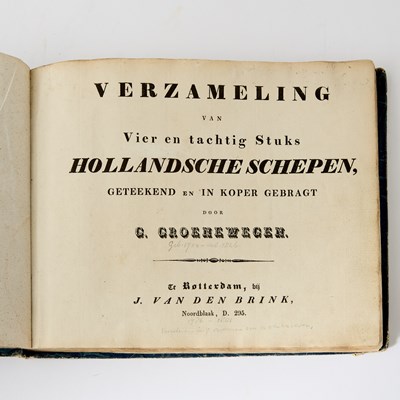 VERZAMELING
VAN
Vier en tachtig Stuks
HOLLANDSCHE SCHEPEN,
GETEEKEND EN IN KOPER GEBRAGT
DOOR
G. GROENEWEGEN.
Te Rotterdam, bij
J. VAN DEN BRINK,
Noordblaak, D. 295.